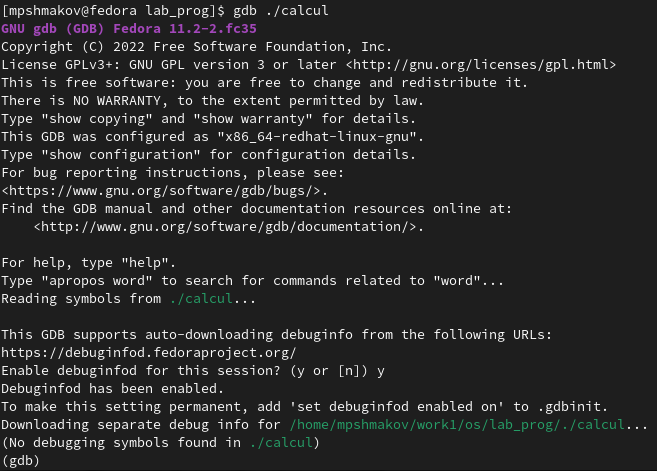 [mpshmakov@fedora lab_prog]$ gdb ./calcul
GNU gdb (GDB) Fedora 11.2-2.fc35
Copyright (C) 2022 Free Software Foundation, Inc.
License GPLv3+: GNU GPL version 3 or later <http://gnu.org/licenses/gpl.html>
This is free software: you are free to change and redistribute it.
There is NO WARRANTY, to the extent permitted by law.
Type "show copying" and "show warranty" for details.
This GDB was configured as "x86_64-redhat-linux-gnu".
Type "show configuration" for configuration details.
For bug reporting instructions, please see:
<https://www.gnu.org/software/gdb/bugs/>.
Find the GDB manual and other documentation resources online at:
    <http://www.gnu.org/software/gdb/documentation/>.

For help, type "help".
Type "apropos word" to search for commands related to "word"...
Reading symbols from ./calcul...

This GDB supports auto-downloading debuginfo from the following URLs:
https://debuginfod.fedoraproject.org/
Enable debuginfod for this session? (y or [n]) y
Debuginfod has been enabled.
To make this setting permanent, add 'set debuginfod enabled on' to .gdbinit.
Downloading separate debug info for /home/mpshmakov/work1/os/lab_prog/./calcul...
(No debugging symbols found in ./calcul)
(gdb)